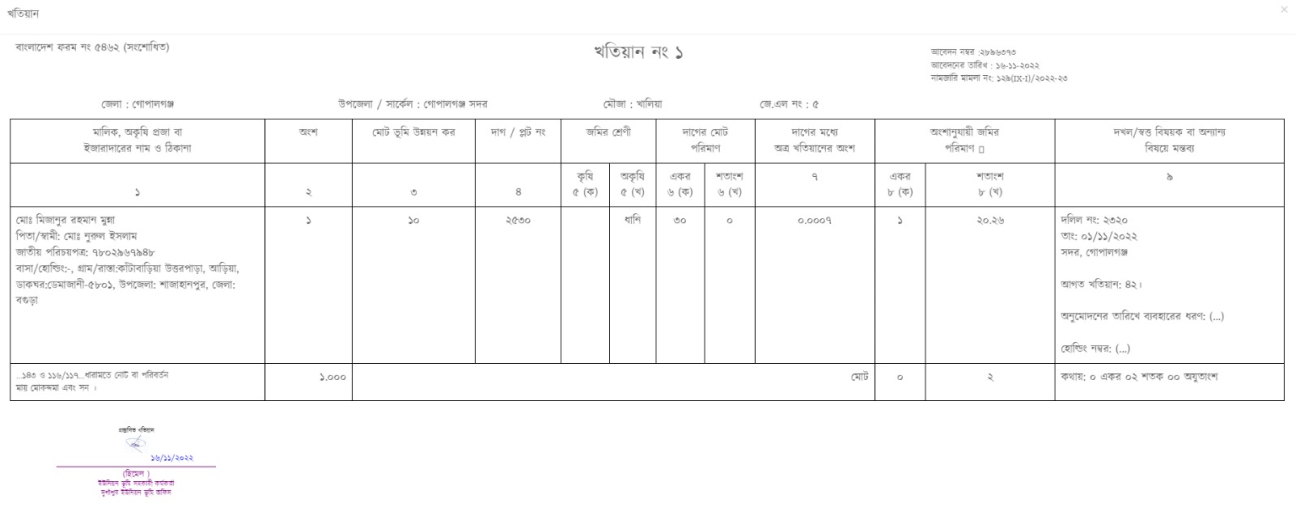 খতিয়ান
×
বাংলাদেশ ফরম নং ৫৪৬২ (সংশোধিত)
খতিয়ান নং ১
আবেদন নম্বর :২৮৯৬৩৭৩
আবেদনের তারিখ : ১৬-১১-২০২২
নামজারি মামলা নং: ১২৯(IX-I)/২০২২-২৩
জেলা : গোপালগঞ্জ
উপজেলা / সার্কেল : গোপালগঞ্জ সদর
মৌজা : খালিয়া
জে.এল নং : ৫
মালিক, অকৃষি প্রজা বা
ইজারাদারের নাম ও ঠিকানা
অংশ
মোট ভূমি উন্নয়ন কর
দাগ / প্লট নং
জমির শ্রেণী
দাগের মোট
পরিমাণ
দাগের মধ্যে
অত্র খতিয়ানের অংশ
অংশানুযায়ী জমির
পরিমাণ
দখল/স্বত্ত বিষয়ক বা অন্যান্য
বিষয়ে মন্তব্য
১
২
৩
৪
কৃষি
৫ (ক)
অকৃষি
৫ (খ)
একর
৬ (ক)
শতাংশ
৬ (খ)
৭
একর
৮ (ক)
শতাংশ
৮ (খ)
৯
মোঃ মিজানুর রহমান মুন্না
পিতা/স্বামী: মোঃ নুরুল ইসলাম
জাতীয় পরিচয়পত্র: ৭৮০২৯৬৭৯৪৮
বাসা/হোল্ডিং:-, গ্রাম/রাস্তা:কাঁটাবাড়িয়া উত্তরপাড়া, আড়িয়া,
ডাকঘর:ডেমাজানী-৫৮০১, উপজেলা: শাজাহানপুর, জেলা:
বগুড়া
১
১০
২৫৩০
ধানি
৩০
০
০.০০০৭
১
২০.২৬
দলিল নং: ২৩২০
তাং: ০১/১১/২০২২
সদর, গোপালগঞ্জ
আগত খতিয়ান: ৪২।
অনুমোদনের তারিখে ব্যবহারের ধরণ: (...)
হোল্ডিং নম্বর: (...)
...১৪৩ ও ১১৬/১১৭...ধারামতে নোট বা পরিবর্তন
মায় মোকদ্দমা এবং সন ।
১.০০০
মোট
০
২
কথায়: ০ একর ০২ শতক ০০ অযুতাংশ
প্রস্তাবিত খতিয়ান
১৬/১১/২০২২
(হিমেল )
ইউনিয়ন ভূমি সহকারী কর্মকর্তা
দুর্গাপুর ইউনিয়ন ভূমি অফিস